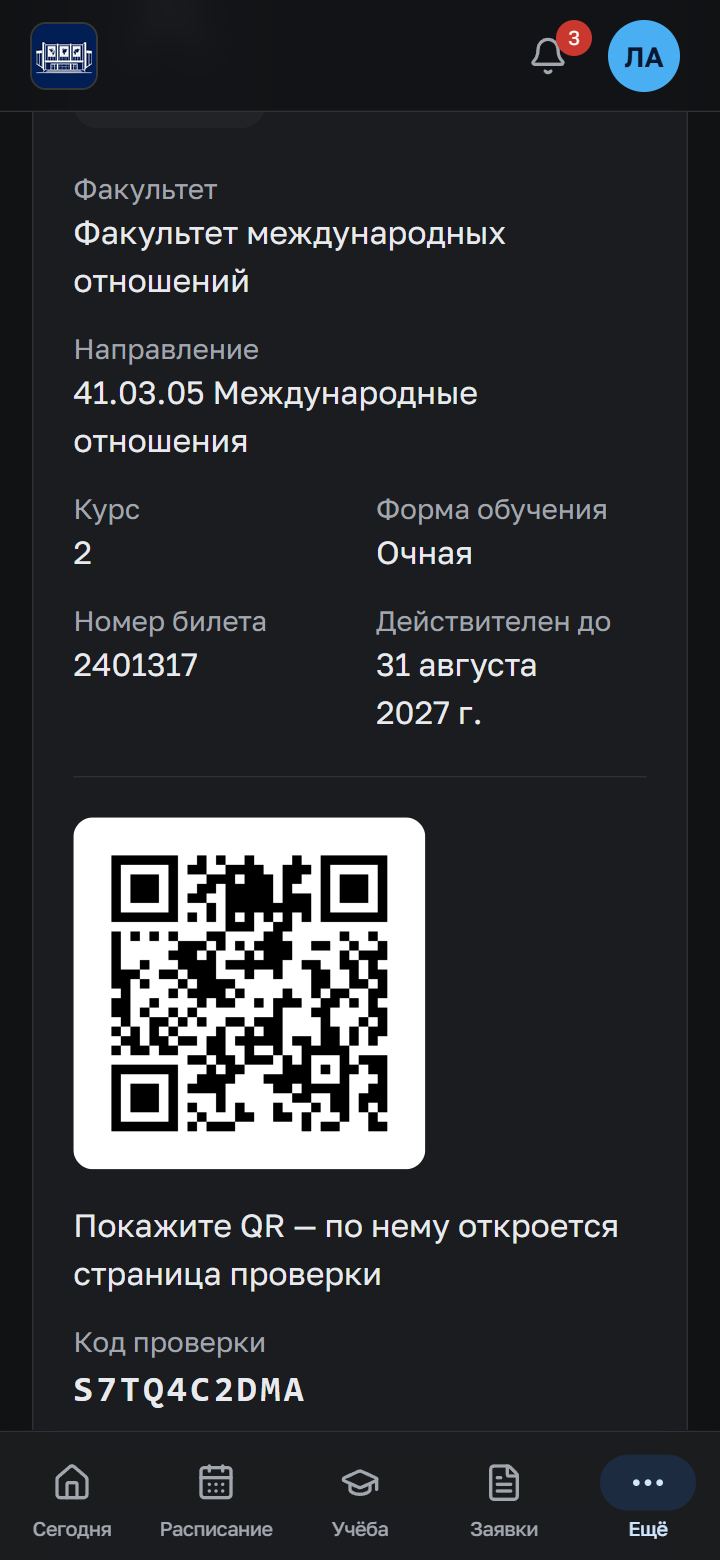 3
ЛА
Факультет
Факультет международных
отношений
Направление
41.03.05 Международные
отношения
Курс
Форма обучения
2
Очная
Номер билета
Действителен до
2401317
31 августа
2027 г.
Покажите QR — по нему откроется
страница проверки
Код проверки
S7TQ4C2DMA
Сегодня
Расписание
Учёба
Заявки
Ещё